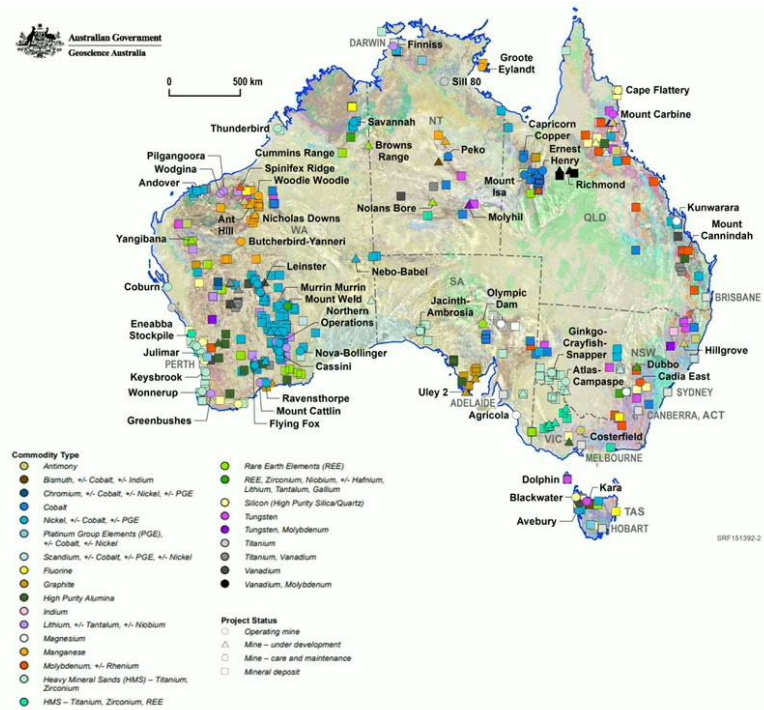 Australian Government
Geoscience Australia
0
500 km
DARWIN
Finniss
Groote
Eylandt
Sill 80
Cape Flattery
Mount Carbine
Thunderbird
Savannah
NT
Capricorn
Copper
Cummins Range
Browns
Range
Peko
Ernest
Henry
Pilgangoora
Spinifex Ridge
Wodgina
Woodie Woodie
Andover
Mount
Isa
Richmond
Nolans Bore
Molyhil
Ant
Hill
Nicholas Downs
WA
QLD
Kunwarara
Mount
Cannindah
Yangibana
Butcherbird-Yanneri
Leinster
Nebo-Babel
SA
Coburn
Murrin Murrin
Mount Weld
Northern
Operations
Jacinth-
Ambrosia
Olympic
Dam
BRISBANE
Eneabba
Stockpile
Julimar
PERTH
Keysbrook
Wonnerup
Greenbushes
Nova-Bollinger
Cassini
Ravensthorpe
Mount Cattlin
Flying Fox
Ginkgo-
Crayfish-
Snapper
NSW
Hillgrove
Dubbo
Atlas-
Campaspe
Cadia East
SYDNEY
Uley 2
ADELAIDE
Agricola
CANBERRA, ACT
VIC
Costerfield
MELBOURNE
Dolphin
Kara
Blackwater
TAS
Avebury
HOBART
SRF151392-2
Commodity Type
Antimony
Bismuth, +/- Cobalt, +/- Indium
Chromium, +/- Cobalt, +/- Nickel, +/- PGE
Cobalt
Nickel, +/- Cobalt, +/- PGE
Platinum Group Elements (PGE),
+/- Cobalt, +/- Nickel
Scandium, +/- Cobalt, +/- PGE, +/- Nickel
Fluorine
Graphite
High Purity Alumina
Indium
Lithium, +/- Tantalum, +/- Niobium
Magnesium
Manganese
Molybdenum, +/- Rhenium
Heavy Mineral Sands (HMS) – Titanium,
Zirconium
HMS – Titanium, Zirconium, REE
Rare Earth Elements (REE)
REE, Zirconium, Niobium, +/- Hafnium,
Lithium, Tantalum, Gallium
Silicon (High Purity Silica/Quartz)
Tungsten
Tungsten, Molybdenum
Titanium
Titanium, Vanadium
Vanadium
Vanadium, Molybdenum
Project Status
Operating mine
Mine – under development
Mine – care and maintenance
Mineral deposit